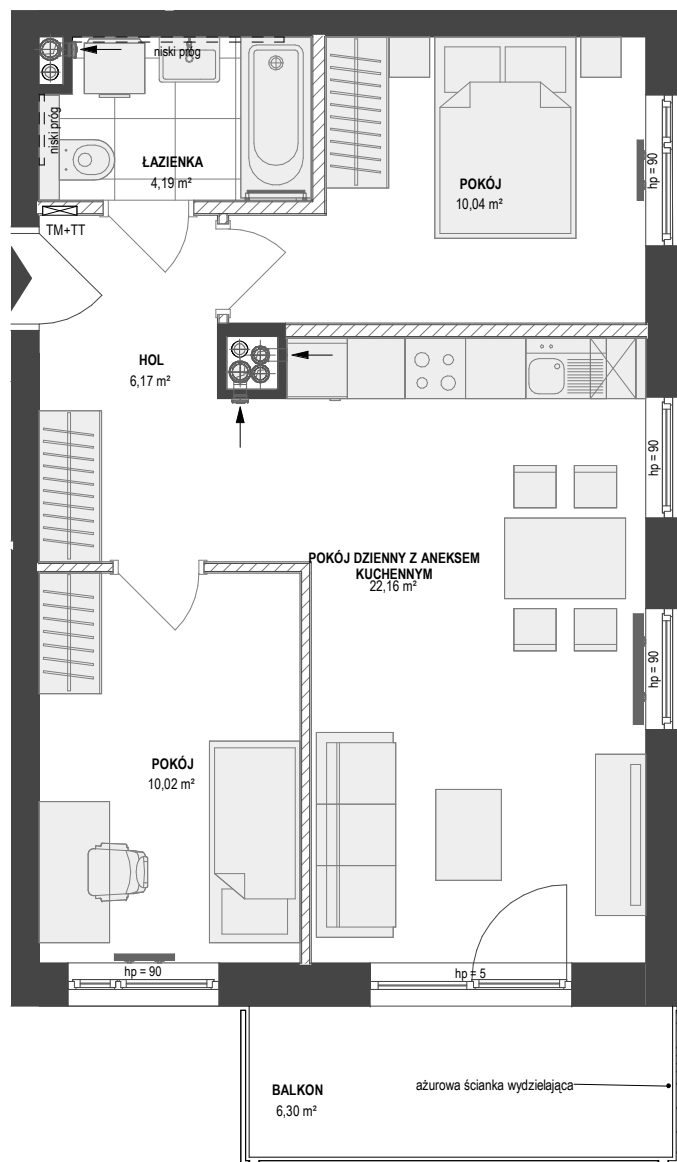 niski próg
niski próg
ŁAZIENKA
4,19 m²
TM+TT
POKÓJ
10,04 m²
hp = 90
HOL
6,17 m²
hp = 90
POKÓJ DZIENNY Z ANEKSEM
KUCHENNYM
22,16 m²
hp = 90
POKÓJ
10,02 m²
hp = 90
hp = 5
BALKON
6,30 m²
ażurowa ścianka wydzielająca